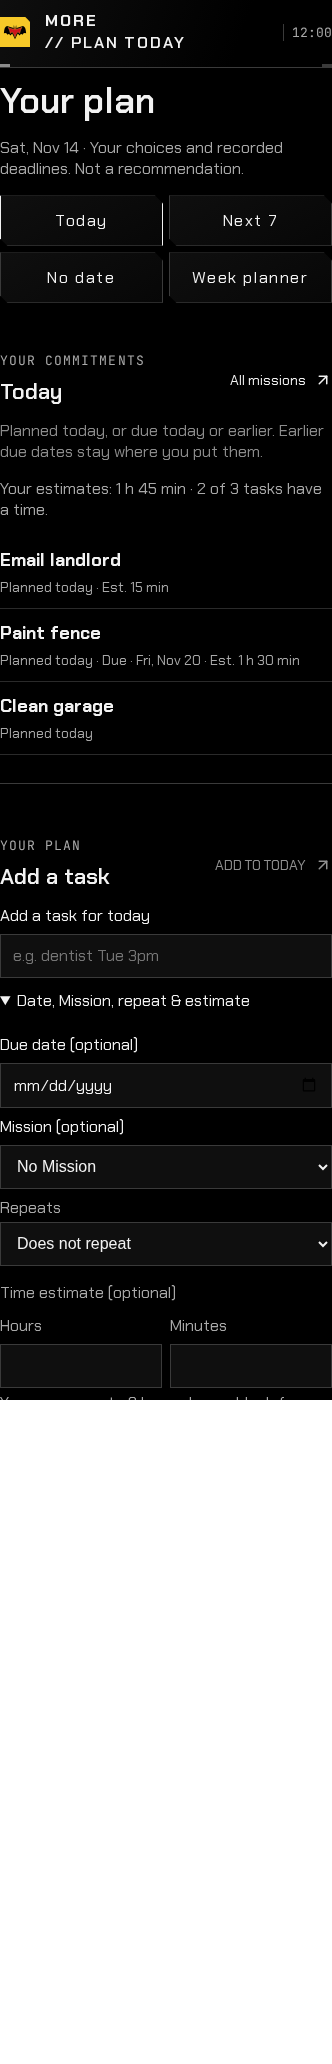 MORE
// PLAN TODAY
12:00
Your plan
Sat, Nov 14 · Your choices and recorded
deadlines. Not a recommendation.
Today
Next 7
No date
Week planner
YOUR COMMITMENTS
Today
All missions
Planned today, or due today or earlier. Earlier
due dates stay where you put them.
Your estimates: 1 h 45 min · 2 of 3 tasks have
a time.
Email landlord
Planned today · Est. 15 min
Paint fence
Planned today · Due · Fri, Nov 20 · Est. 1 h 30 min
Clean garage
Planned today
YOUR PLAN
Add a task
ADD TO TODAY
Add a task for today
e.g. dentist Tue 3pm
Date, Mission, repeat & estimate
Due date (optional)
mm/dd/yyyy
Mission (optional)
No Mission
Repeats
Does not repeat
Time estimate (optional)
Hours
Minutes